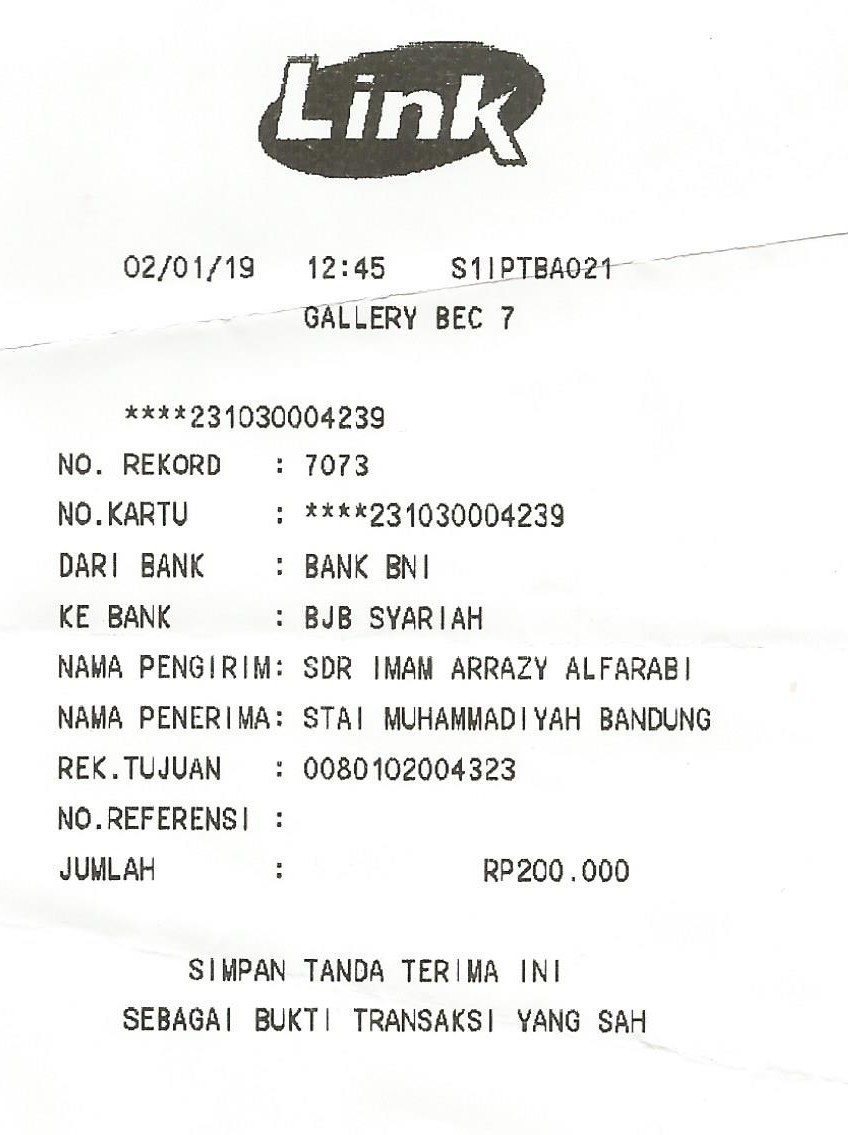 Link
02/01/19 12:45 S1IPTBA021
GALLERY BEC 7
****231030004239
NO. REKORD : 7073
NO.KARTU : ****231030004239
DARI BANK : BANK BNI
KE BANK : BJB SYARIAH
NAMA PENGIRIM: SDR IMAM ARRAZY ALFARABI
NAMA PENERIMA: STAI MUHAMMADIYAH BANDUNG
REK.TUJUAN : 0080102004323
NO.REFERENSI :
JUMLAH : RP200.000
SIMPAN TANDA TERIMA INI
SEBAGAI BUKTI TRANSAKSI YANG SAH